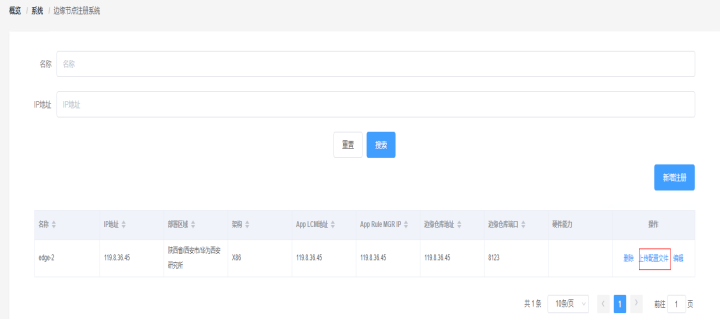 概览 / 系统 / 边缘节点注册系统
名称 名称
IP地址 IP地址
重置 搜索
新增注册
名称 IP地址 部署区域 架构 App LCM地址 App Rule MGR IP 边缘仓库地址 边缘仓库端口 硬件能力 操作
edge-2 119.8.36.45 陕西省/西安市/华为西安研究所 X86 119.8.36.45 119.8.36.45 119.8.36.45 8123 删除 上传配置文件 编辑
共 1 条 10条/页 < 1 > 前往 1 页